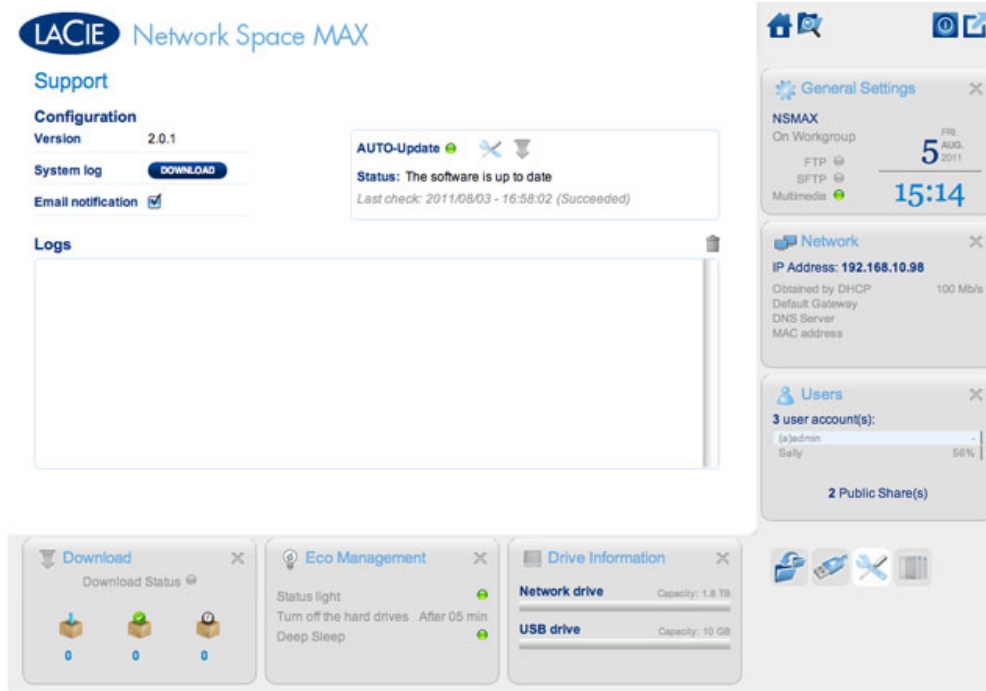 LACIE Network Space MAX
Support
Configuration
Version 2.0.1
System log DOWNLOAD
Email notification
AUTO-Update
Status: The software is up to date
Last check: 2011/08/03 - 16:58:02 (Succeeded)
Logs
General Settings
NSMAX
On Workgroup
FTP
SFTP
Multimedia
FRI.
5 AUG.
2011
15:14
Network
IP Address: 192.168.10.98
Obtained by DHCP 100 Mb/s
Default Gateway
DNS Server
MAC address
Users
3 user account(s):
(a)admin -
Sally 56%
2 Public Share(s)
Download
Download Status
0 0 0
Eco Management
Status light
Turn off the hard drives After 05 min
Deep Sleep
Drive Information
Network drive Capacity: 1.8 TB
USB drive Capacity: 10 GB